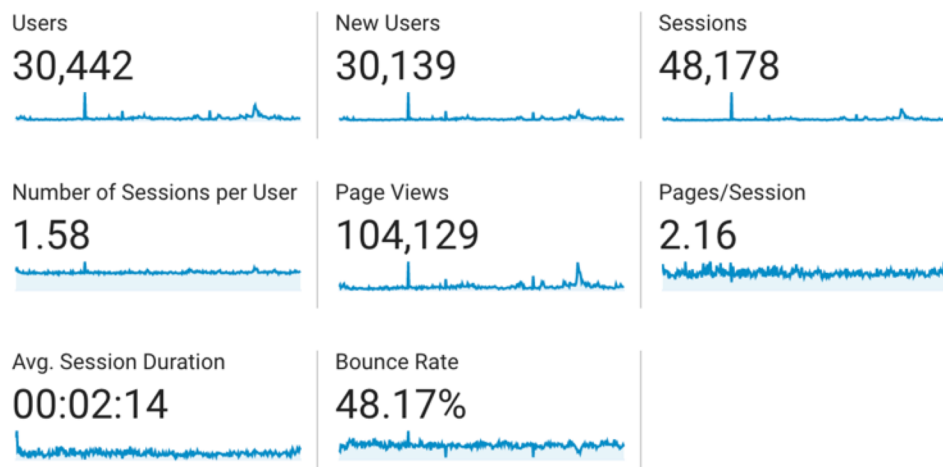 Users
30,442
New Users
30,139
Sessions
48,178
Number of Sessions per User
1.58
Page Views
104,129
Pages/Session
2.16
Avg. Session Duration
00:02:14
Bounce Rate
48.17%